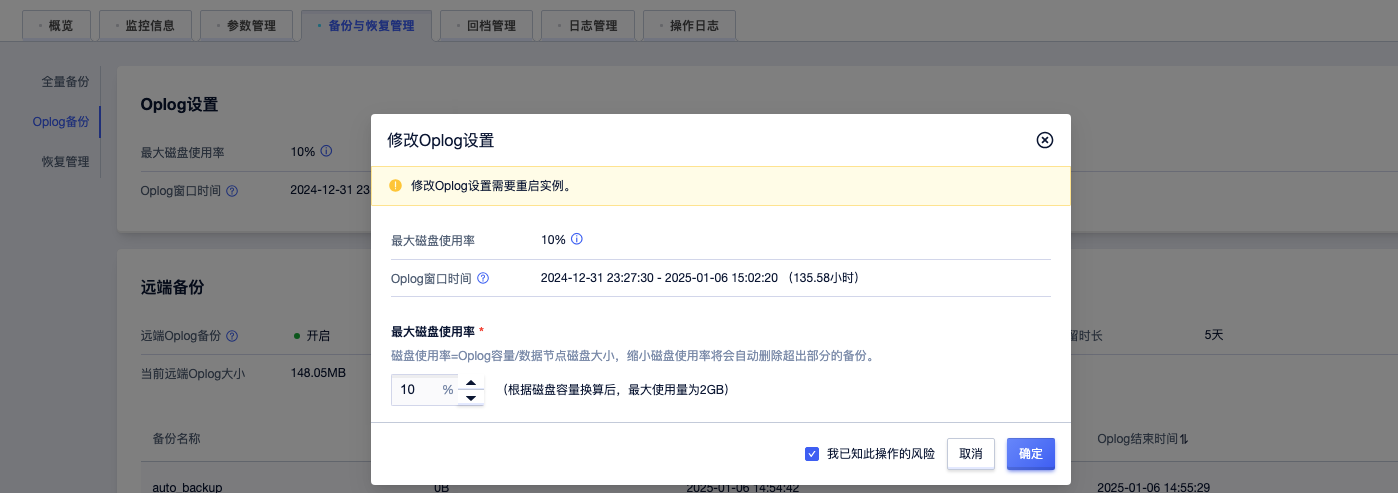 概览
监控信息
参数管理
备份与恢复管理
回档管理
日志管理
操作日志
全量备份
Oplog备份
恢复管理
Oplog设置
最大磁盘使用率 10%
Oplog窗口时间 2024-12-31 23
修改Oplog设置
修改Oplog设置需要重启实例。
最大磁盘使用率 10%
Oplog窗口时间 2024-12-31 23:27:30 - 2025-01-06 15:02:20 （135.58小时）
最大磁盘使用率 *
磁盘使用率=Oplog容量/数据节点磁盘大小，缩小磁盘使用率将会自动删除超出部分的备份。
10 % （根据磁盘容量换算后，最大使用量为2GB）
我已知此操作的风险 取消 确定
远端备份
远端Oplog备份 开启
留时长 5天
当前远端Oplog大小 148.05MB
备份名称
Oplog结束时间
auto_backup 0B 2025-01-06 14:54:42 2025-01-06 14:55:29